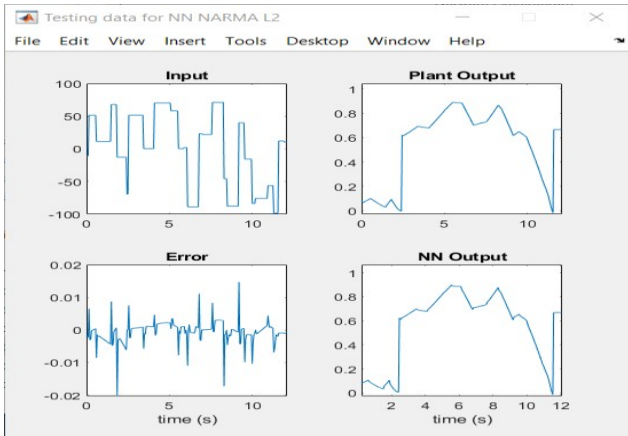 Testing data for NN NARMA L2
File Edit View Insert Tools Desktop Window Help
Input
100
50
0
-50
-100
0 5 10
Plant Output
1
0.8
0.6
0.4
0.2
0
5 10
Error
0.02
0.01
0
-0.01
-0.02
0 5 10
time (s)
NN Output
1
0.8
0.6
0.4
0.2
0
2 4 6 8 10 12
time (s)